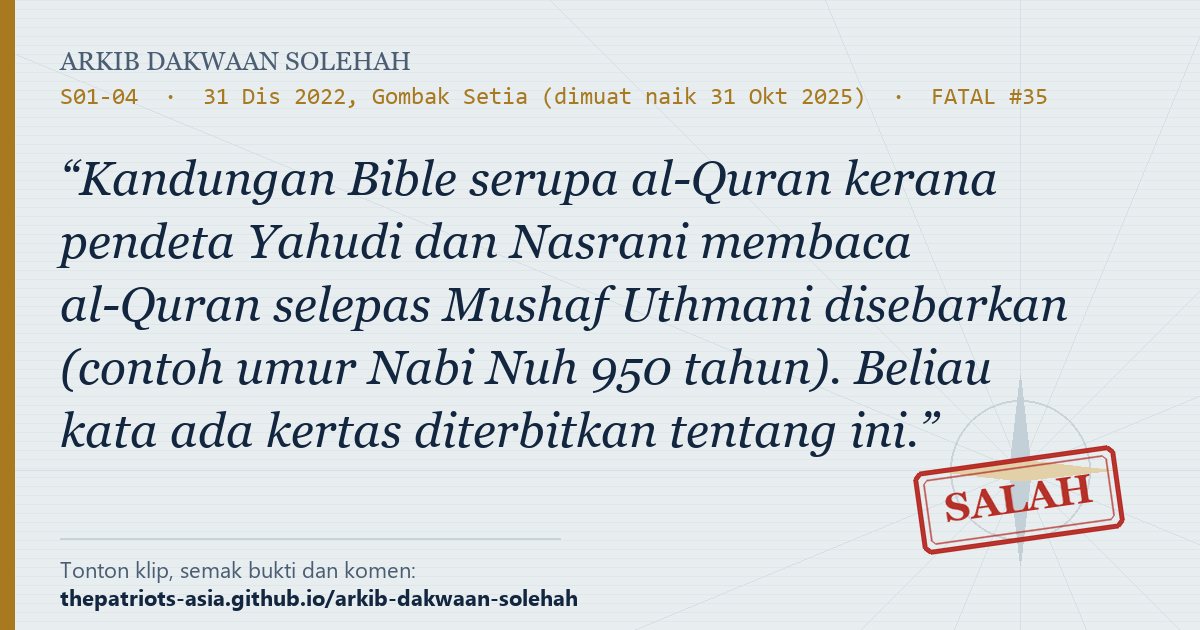 ARKIB DAKWAAN SOLEHAH
S01-04 · 31 Dis 2022, Gombak Setia (dimuat naik 31 Okt 2025) · FATAL #35
“Kandungan Bible serupa al-Quran kerana
pendeta Yahudi dan Nasrani membaca
al-Quran selepas Mushaf Uthmani disebarkan
(contoh umur Nabi Nuh 950 tahun). Beliau
kata ada kertas diterbitkan tentang ini.”
SALAH
Tonton klip, semak bukti dan komen:
thepatriots-asia.github.io/arkib-dakwaan-solehah